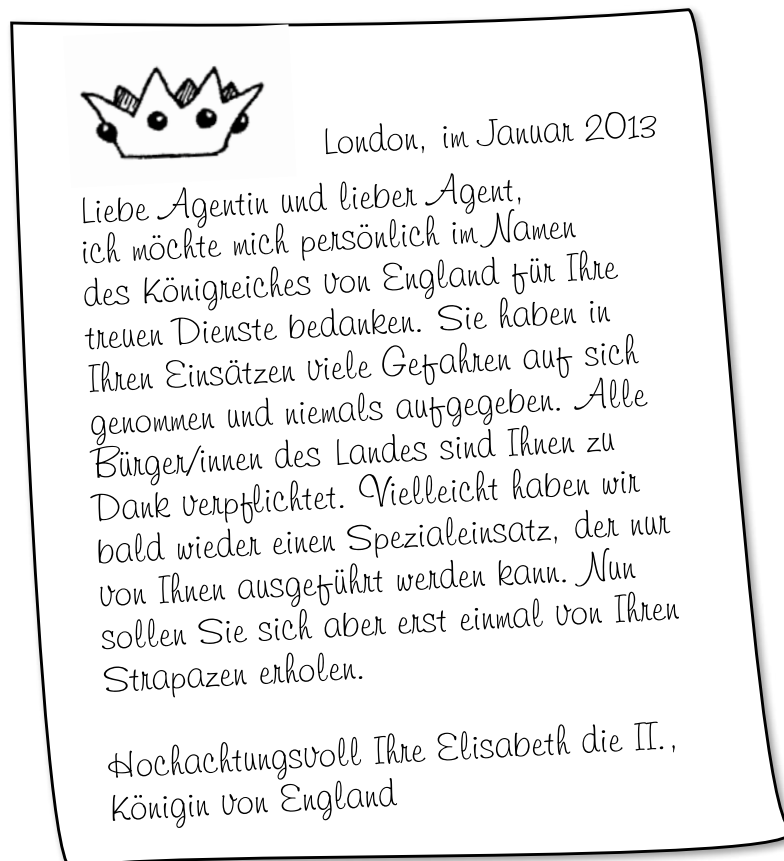 London, im Januar 2013
Liebe Agentin und lieber Agent,
ich möchte mich persönlich im Namen
des Königreiches von England für Ihre
treuen Dienste bedanken. Sie haben in
Ihren Einsätzen viele Gefahren auf sich
genommen und niemals aufgegeben. Alle
Bürger/innen des Landes sind Ihnen zu
Dank verpflichtet. Vielleicht haben wir
bald wieder einen Spezialeinsatz, der nur
von Ihnen ausgeführt werden kann. Nun
sollen Sie sich aber erst einmal von Ihren
Strapazen erholen.
Hochachtungsvoll Ihre Elisabeth die II.,
Königin von England